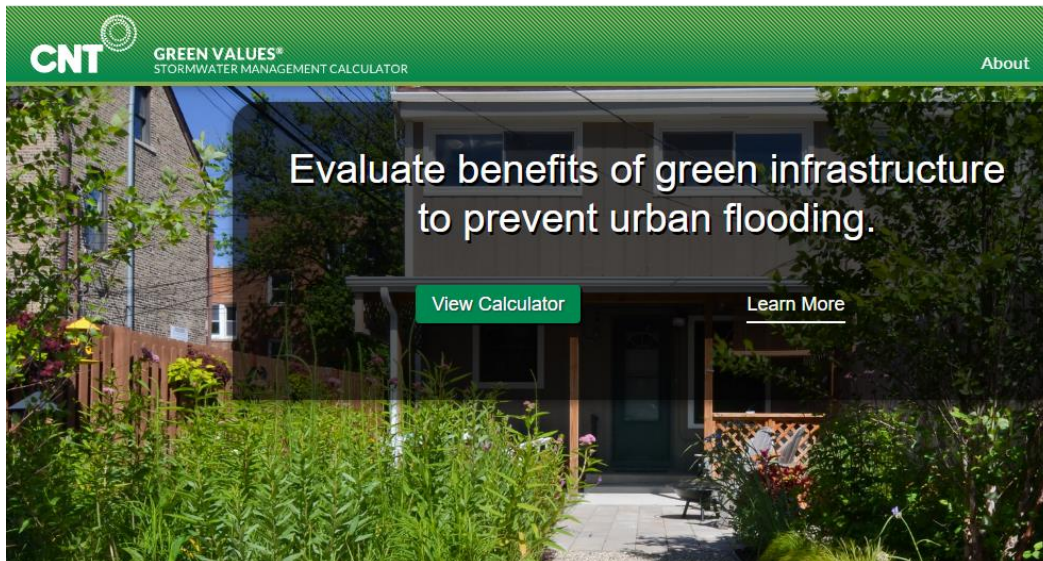 CNT
GREEN VALUES®
STORMWATER MANAGEMENT CALCULATOR
About
Evaluate benefits of green infrastructure
to prevent urban flooding.
View Calculator
Learn More